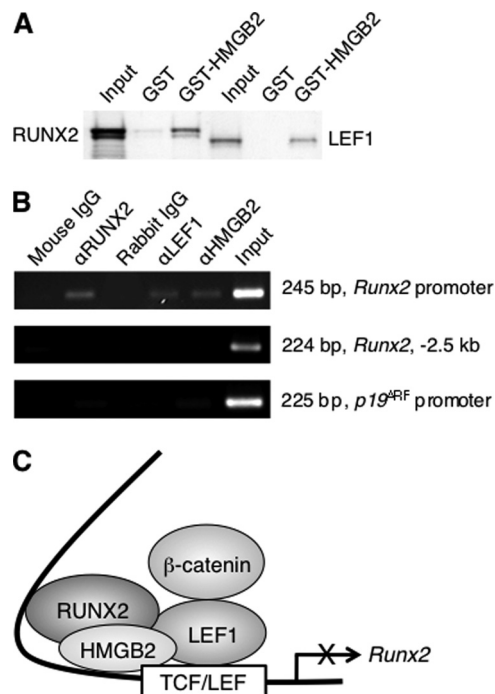 A
Input GST GST-HMGB2 Input GST GST-HMGB2
RUNX2 LEF1
B
Mouse IgG αRUNX2 Rabbit IgG αLEF1 αHMGB2 Input
245 bp, Runx2 promoter
224 bp, Runx2, -2.5 kb
225 bp, p19ARF promoter
C
β-catenin
RUNX2
LEF1
HMGB2
X Runx2
TCF/LEF